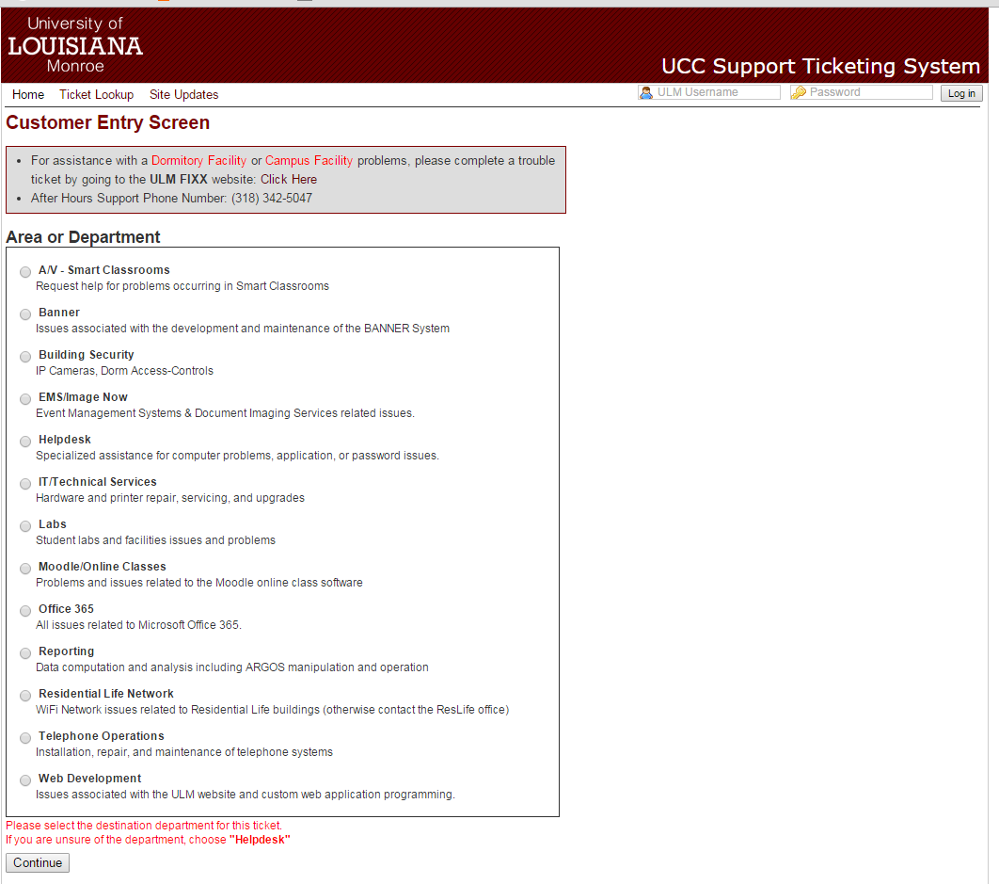 University of
LOUISIANA
Monroe
UCC Support Ticketing System
Home Ticket Lookup Site Updates ULM Username Password Log in
Customer Entry Screen
• For assistance with a Dormitory Facility or Campus Facility problems, please complete a trouble
ticket by going to the ULM FIXX website: Click Here
• After Hours Support Phone Number: (318) 342-5047
Area or Department
A/V - Smart Classrooms
Request help for problems occurring in Smart Classrooms
Banner
Issues associated with the development and maintenance of the BANNER System
Building Security
IP Cameras, Dorm Access-Controls
EMS/Image Now
Event Management Systems & Document Imaging Services related issues.
Helpdesk
Specialized assistance for computer problems, application, or password issues.
IT/Technical Services
Hardware and printer repair, servicing, and upgrades
Labs
Student labs and facilities issues and problems
Moodle/Online Classes
Problems and issues related to the Moodle online class software
Office 365
All issues related to Microsoft Office 365.
Reporting
Data computation and analysis including ARGOS manipulation and operation
Residential Life Network
WiFi Network issues related to Residential Life buildings (otherwise contact the ResLife office)
Telephone Operations
Installation, repair, and maintenance of telephone systems
Web Development
Issues associated with the ULM website and custom web application programming.
Please select the destination department for this ticket.
If you are unsure of the department, choose "Helpdesk"
Continue